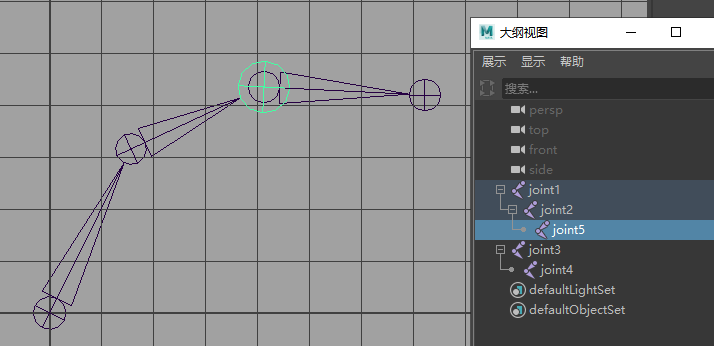 大纲视图
展示 显示 帮助
搜索...
persp
top
front
side
joint1
joint2
joint5
joint3
joint4
defaultLightSet
defaultObjectSet